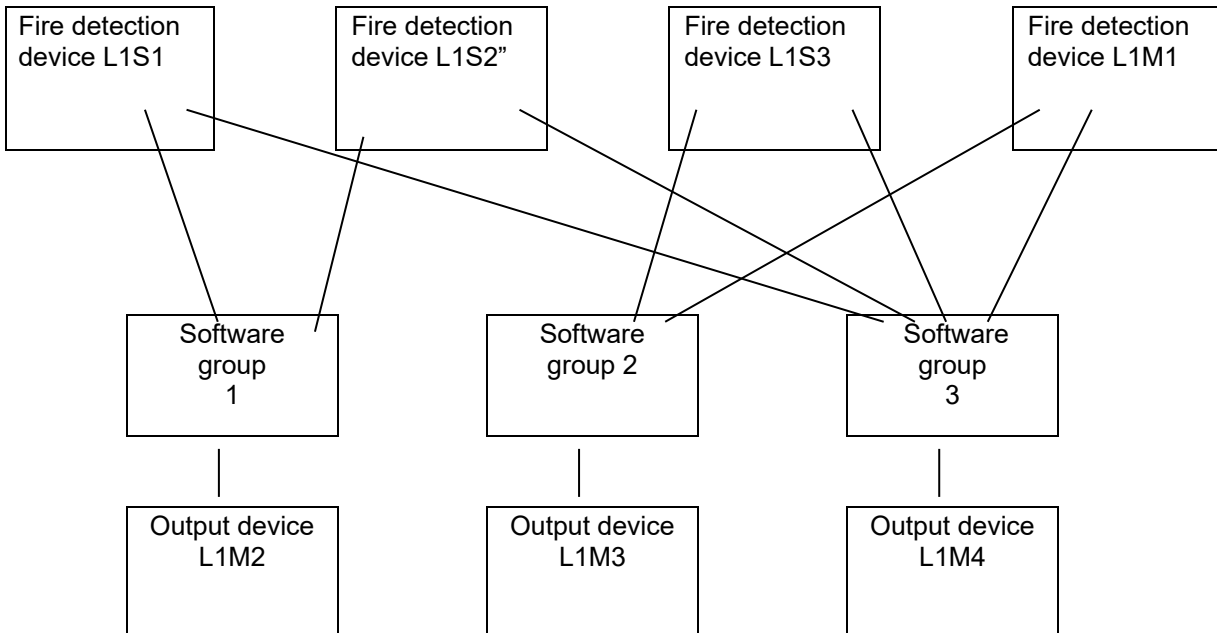 Fire detection
device L1S1
Fire detection
device L1S2”
Fire detection
device L1S3
Fire detection
device L1M1
Software
group
1
Software
group 2
Software
group
3
Output device
L1M2
Output device
L1M3
Output device
L1M4